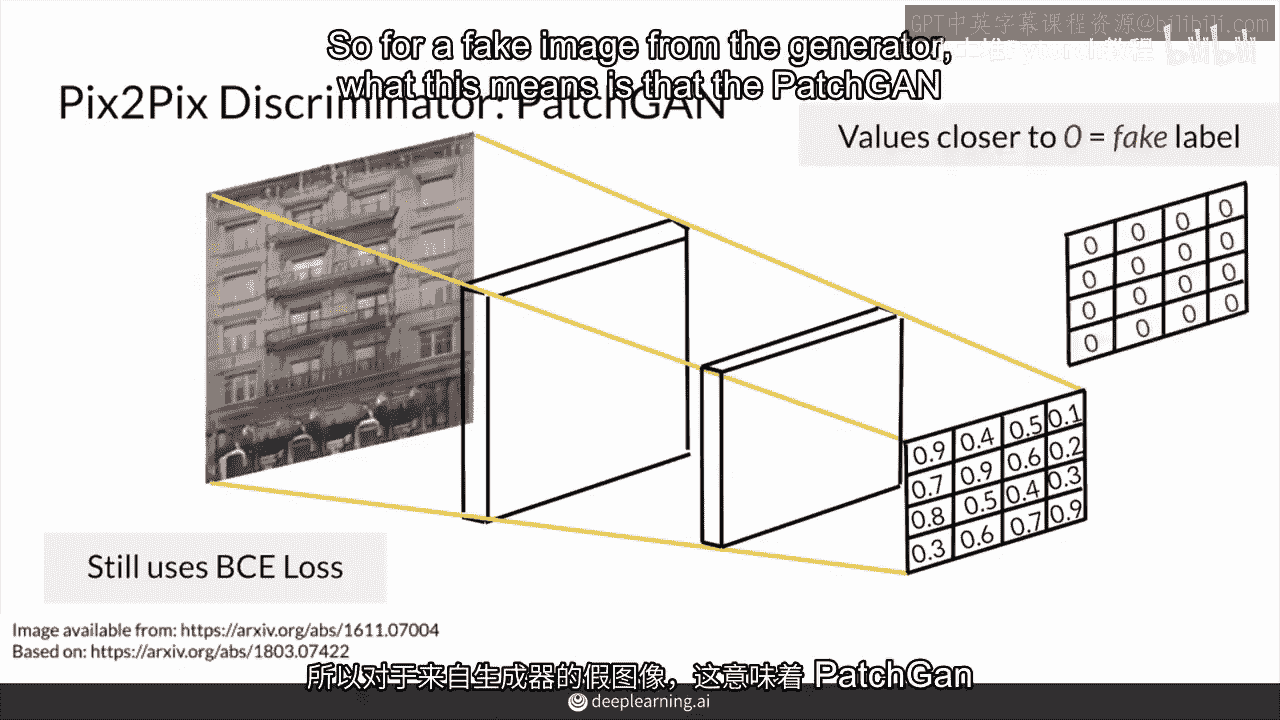 GPT中英字幕课程资源@bilibili.com
So for a fake image from the generator,
what this means is that the PatchGAN
bilibili
Pix2Pix Discriminator: PatchGAN
Values closer to 0 = fake label
0 0 0 0
0 0 0 0
0 0 0 0
0 0 0 0
0.9 0.4 0.5 0.1
0.7 0.9 0.6 0.2
0.8 0.5 0.4 0.3
0.3 0.6 0.7 0.9
Still uses BCE Loss
Image available from: https://arxiv.org/abs/1611.07004
Based on: https://arxiv.org/abs/1803.07422
所以对于来自生成器的假图像，这意味着 PatchGan
deeplearning.ai